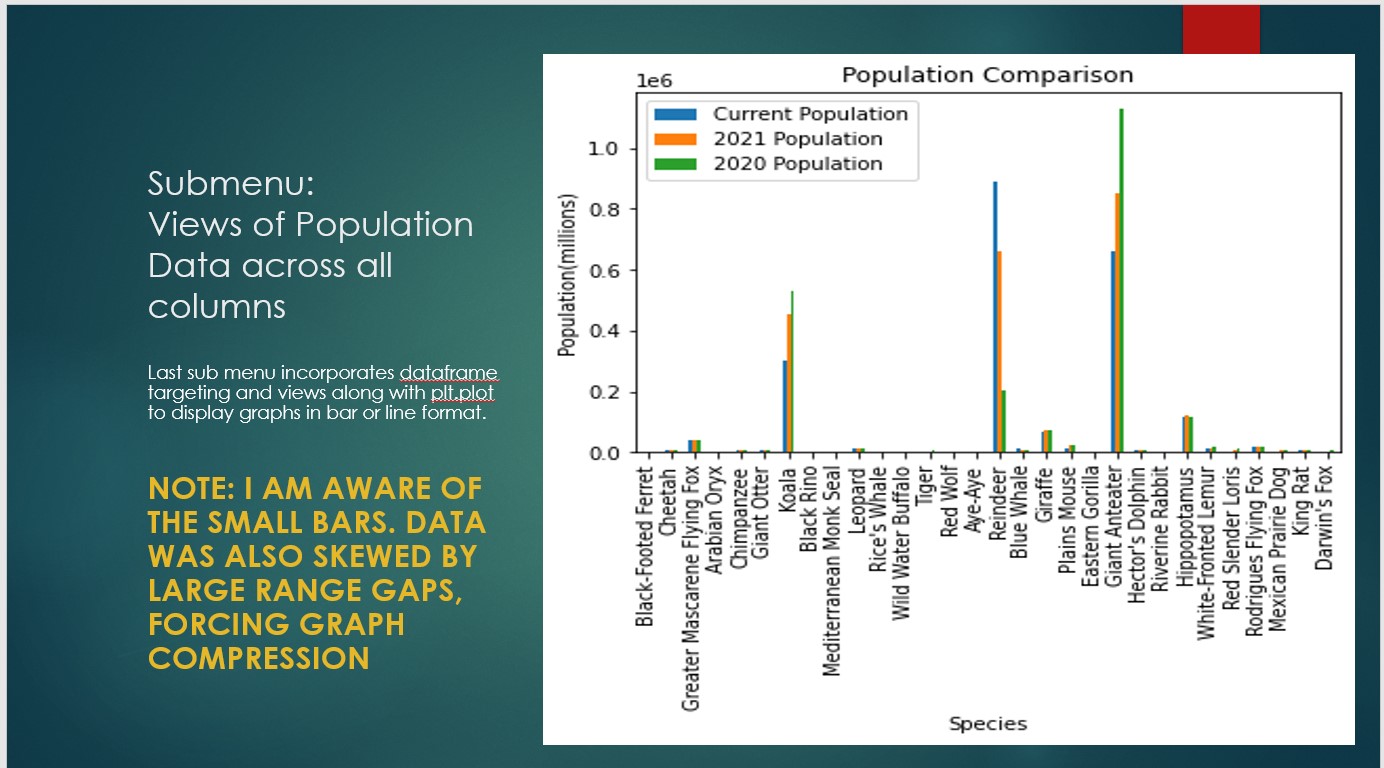 Submenu:
Views of Population
Data across all
columns
Last sub menu incorporates dataframe
targeting and views along with plt.plot
to display graphs in bar or line format.
NOTE: I AM AWARE OF
THE SMALL BARS. DATA
WAS ALSO SKEWED BY
LARGE RANGE GAPS,
FORCING GRAPH
COMPRESSION
Population Comparison
1e6
Current Population
2021 Population
2020 Population
Population(millions)
1.0
0.8
0.6
0.4
0.2
0.0
Black-Footed Ferret
Cheetah
Greater Mascarene Flying Fox
Arabian Oryx
Chimpanzee
Giant Otter
Koala
Black Rino
Mediterranean Monk Seal
Leopard
Rice's Whale
Wild Water Buffalo
Tiger
Red Wolf
Aye-Aye
Reindeer
Blue Whale
Giraffe
Plains Mouse
Eastern Gorilla
Giant Anteater
Hector's Dolphin
Riverine Rabbit
Hippopotamus
White-Fronted Lemur
Red Slender Loris
Rodrigues Flying Fox
Mexican Prairie Dog
King Rat
Darwin's Fox
Species